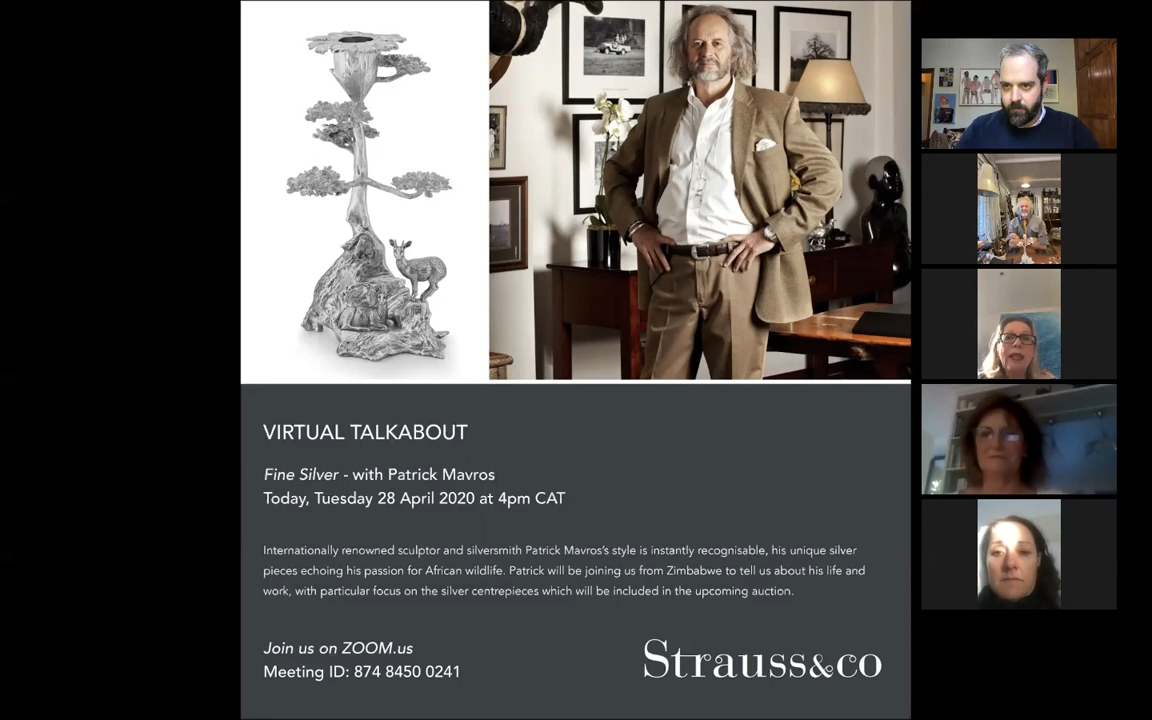 VIRTUAL TALKABOUT
Fine Silver - with Patrick Mavros
Today, Tuesday 28 April 2020 at 4pm CAT
Internationally renowned sculptor and silversmith Patrick Mavros's style is instantly recognisable, his unique silver
pieces echoing his passion for African wildlife. Patrick will be joining us from Zimbabwe to tell us about his life and
work, with particular focus on the silver centrepieces which will be included in the upcoming auction.
Join us on ZOOM.us
Meeting ID: 874 8450 0241
Strauss&co